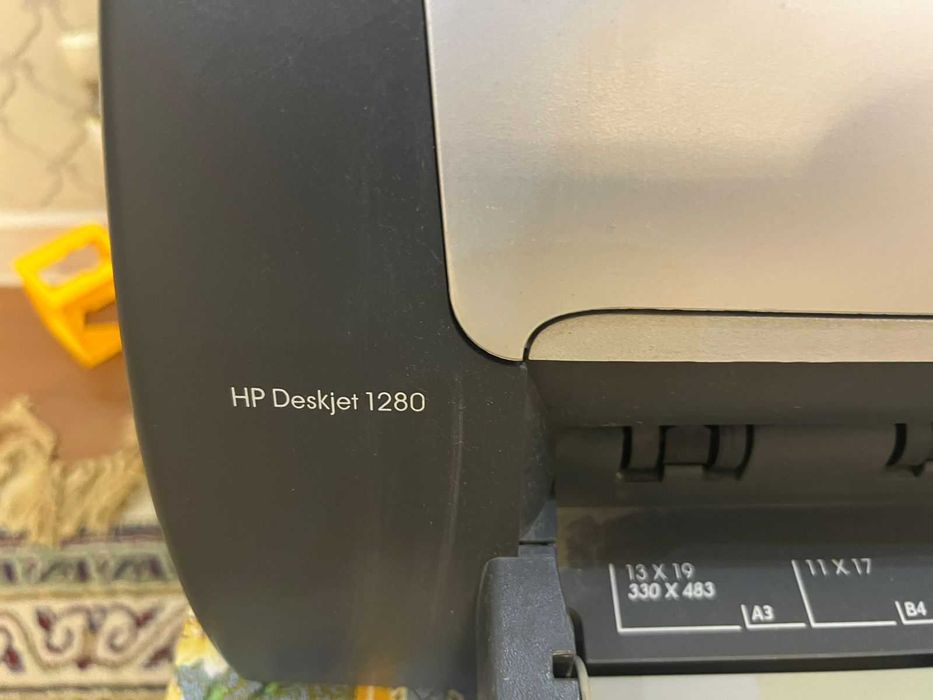 HP Deskjet 1280
13 X 19
330 X 483
A3
11 X 17
B4